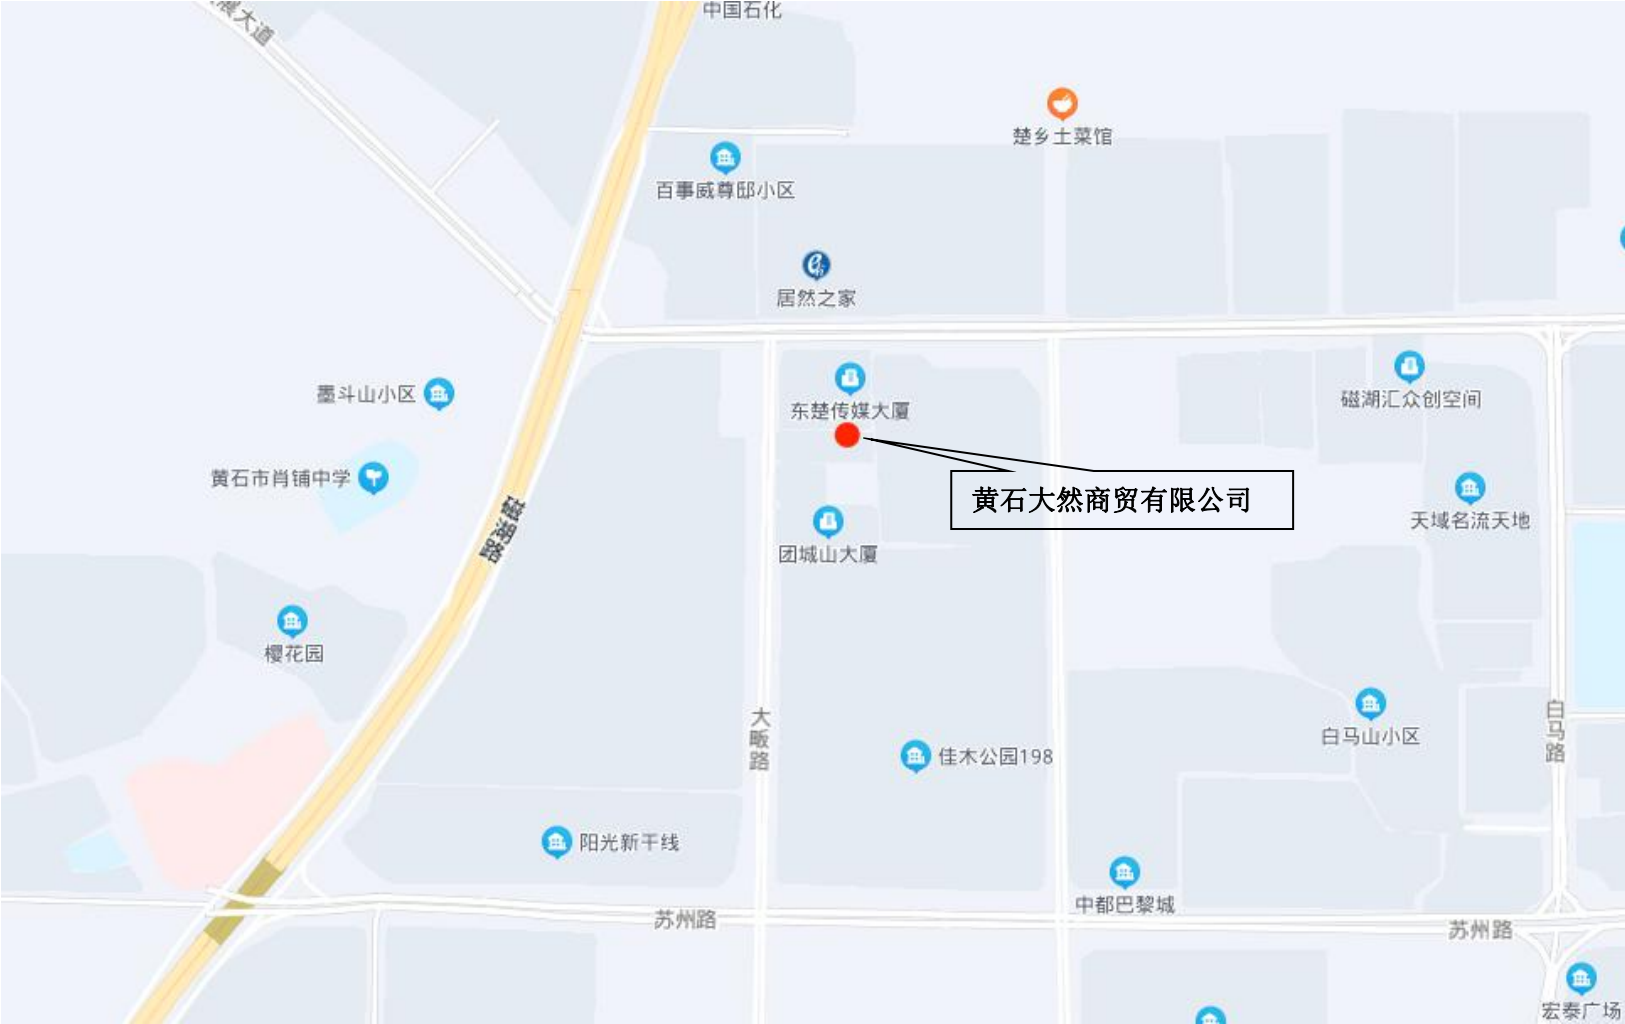 展大道
中国石化
楚乡土菜馆
百事威尊邸小区
居然之家
墨斗山小区
东楚传媒大厦
磁湖汇众创空间
黄石市肖铺中学
黄石大然商贸有限公司
天域名流天地
团城山大厦
樱花园
大畈路
白马路
白马山小区
佳木公园198
阳光新干线
中都巴黎城
苏州路
苏州路
宏泰广场